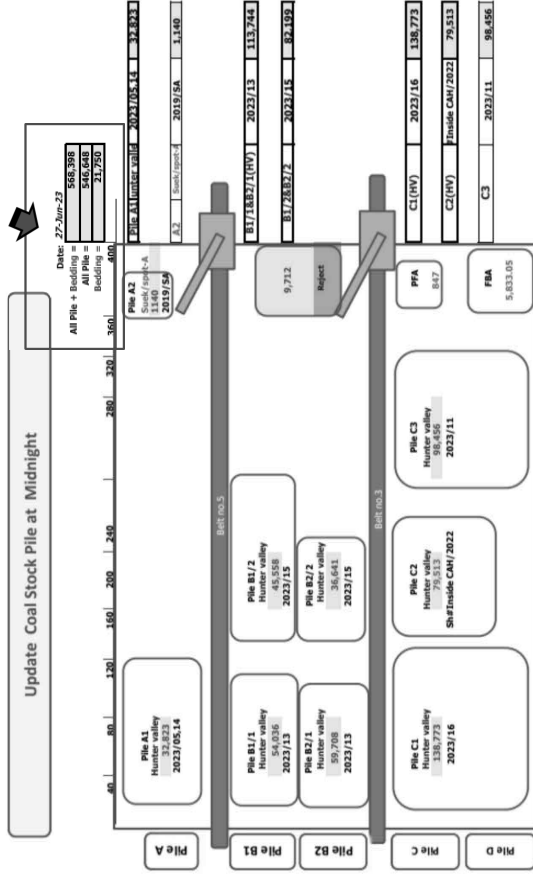 Update Coal Stock Pile at Midnight
Date: 27-Jun-23
All Pile + Bedding = 568,398
All Pile = 546,648
Bedding = 21,750
40 80 120 160 200 240 280 320 360 400
Pile A
Pile A1
Hunter valley
32,823
2023/05,14
Pile A2
Suek/spot-A
1140
2019/SA
Belt no.5
Pile B1
Pile B1/1
Hunter valley
54,036
2023/13
Pile B1/2
Hunter valley
45,558
2023/15
Pile B2
Pile B2/1
Hunter valley
59,708
2023/13
Pile B2/2
Hunter valley
36,641
2023/15
9,712
Reject
Belt no.3
Pile C
Pile C1
Hunter valley
138,773
2023/16
Pile C2
Hunter valley
79,513
Sh#Inside CAH/2022
Pile C3
Hunter valley
98,456
2023/11
PFA
847
Pile D
FBA
5,833.05
Pile A1 2023/05,14 32,823
A2 Suek/spot-A 2019/SA 1,140
B1/1&B2/1(HV) 2023/13 113,744
B1/2&B2/2 2023/15 82,199
C1(HV) 2023/16 138,773
C2(HV) #Inside CAH/2022 79,513
C3 2023/11 98,456